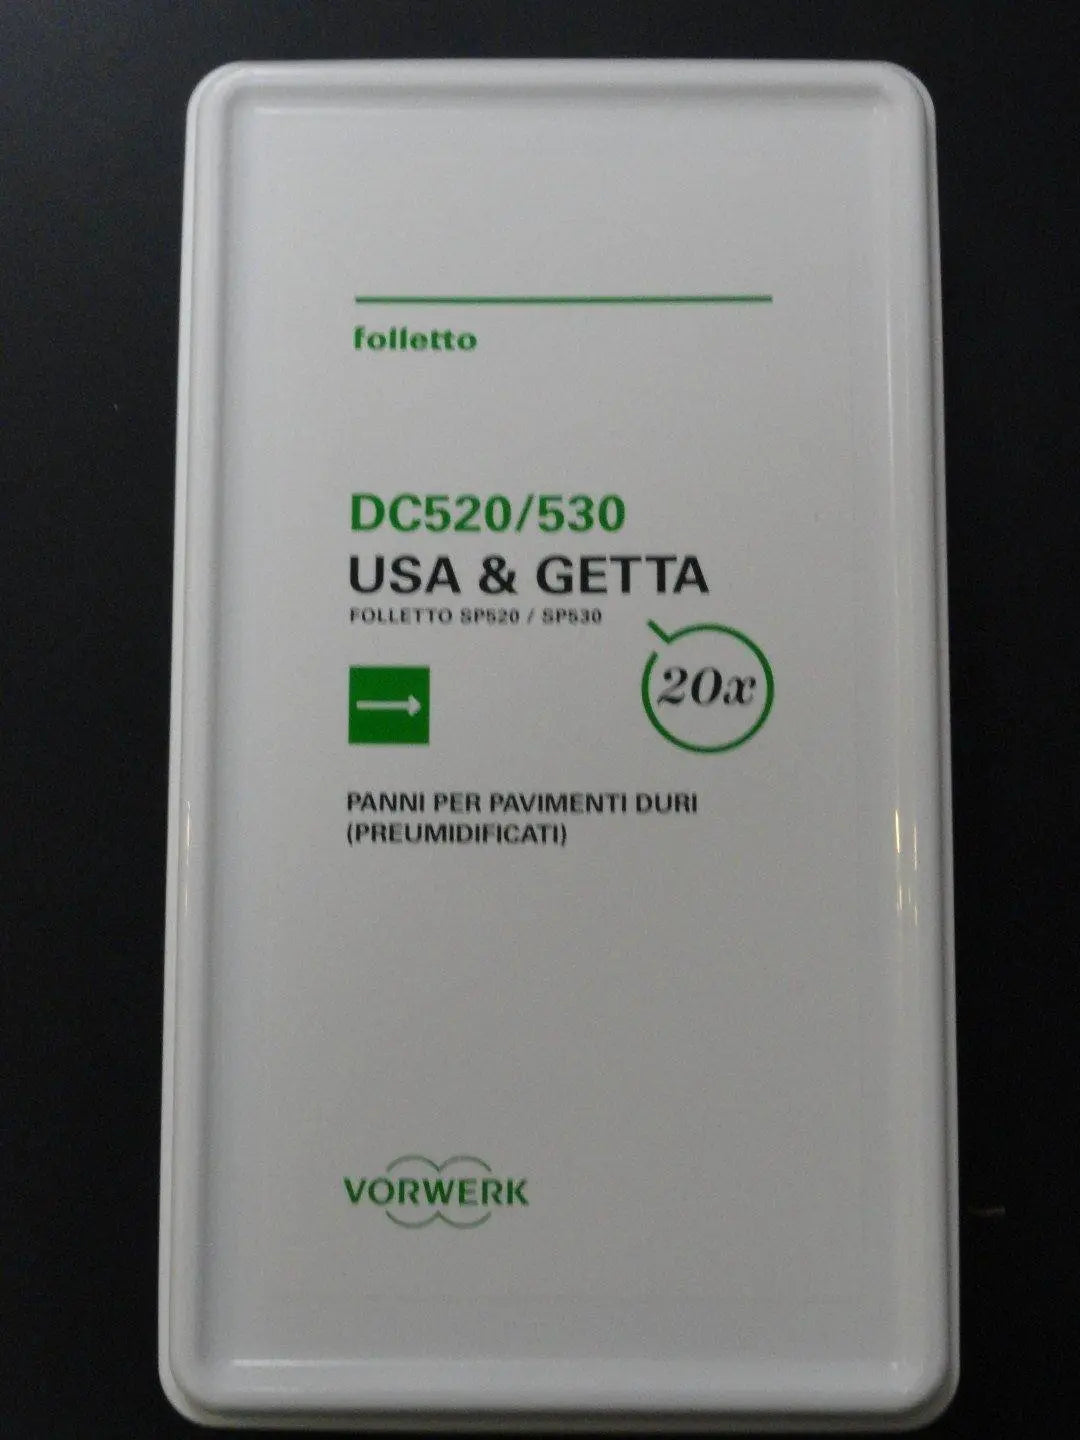 folletto
DC520/530
USA & GETTA
FOLLETTO SP520 / SP530
20x
PANNI PER PAVIMENTI DURI
(PREUMIDIFICATI)
VORWERK